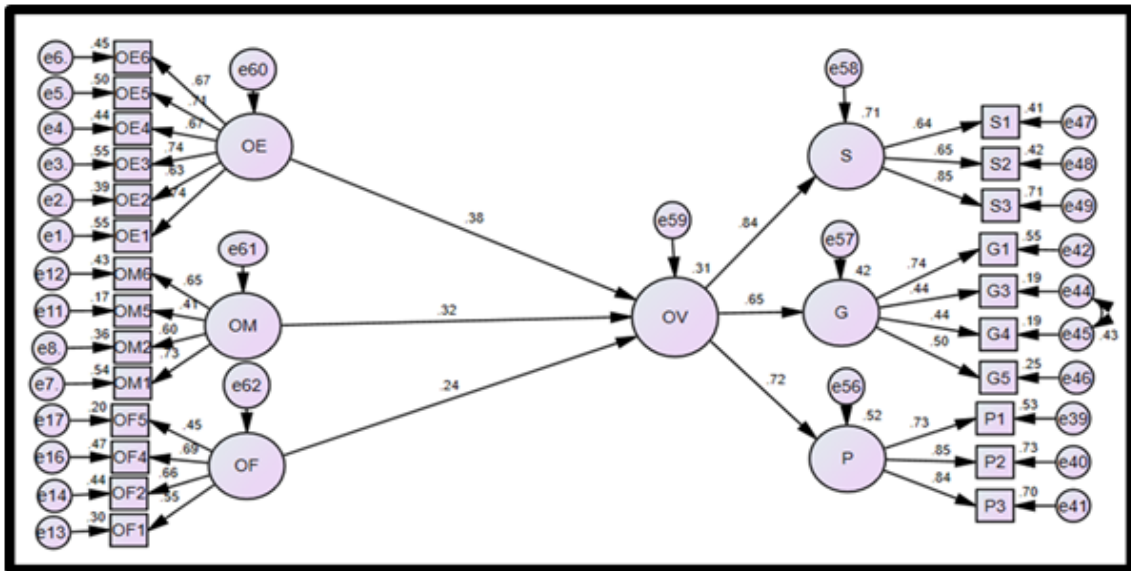 e6. .45 OE6
e5. .50 OE5
e4. .44 OE4
e3. .55 OE3
e2. .39 OE2
e1. .55 OE1
.67
.71
.67
.74
.63
.74
e60
OE
e12 .43 OM6
e11 .17 OM5
e8. .36 OM2
e7. .54 OM1
.65
.41
.60
.73
e61
OM
e17 .20 OF5
e16 .47 OF4
e14 .44 OF2
e13 .30 OF1
.45
.69
.66
.55
e62
OF
.38
.32
.24
e59
.31
OV
.84
.65
.72
e58
.71
S
.64
.65
.85
S1 .41 e47
S2 .42 e48
S3 .71 e49
e57
42
G
.74
.44
.44
.50
G1 .55 e42
G3 .19 e44
G4 .19 e45
.43
G5 .25 e46
e56
.52
P
.73
.85
.84
P1 .53 e39
P2 .73 e40
P3 .70 e41